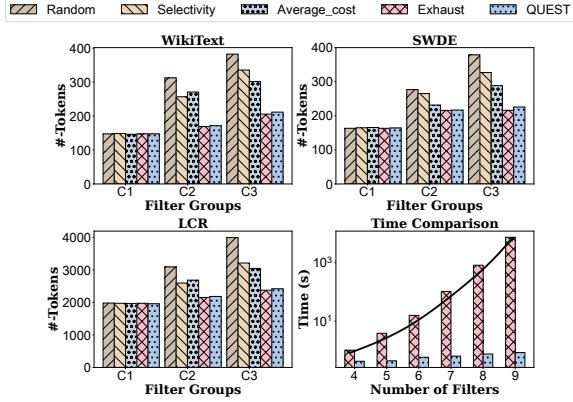 Random Selectivity Average_cost Exhaust QUEST
WikiText
#-Tokens
400
300
200
100
0
C1 C2 C3
Filter Groups
SWDE
#-Tokens
400
300
200
100
0
C1 C2 C3
Filter Groups
LCR
#-Tokens
4000
3000
2000
1000
0
C1 C2 C3
Filter Groups
Time Comparison
Time (s)
10³
10¹
4 5 6 7 8 9
Number of Filters